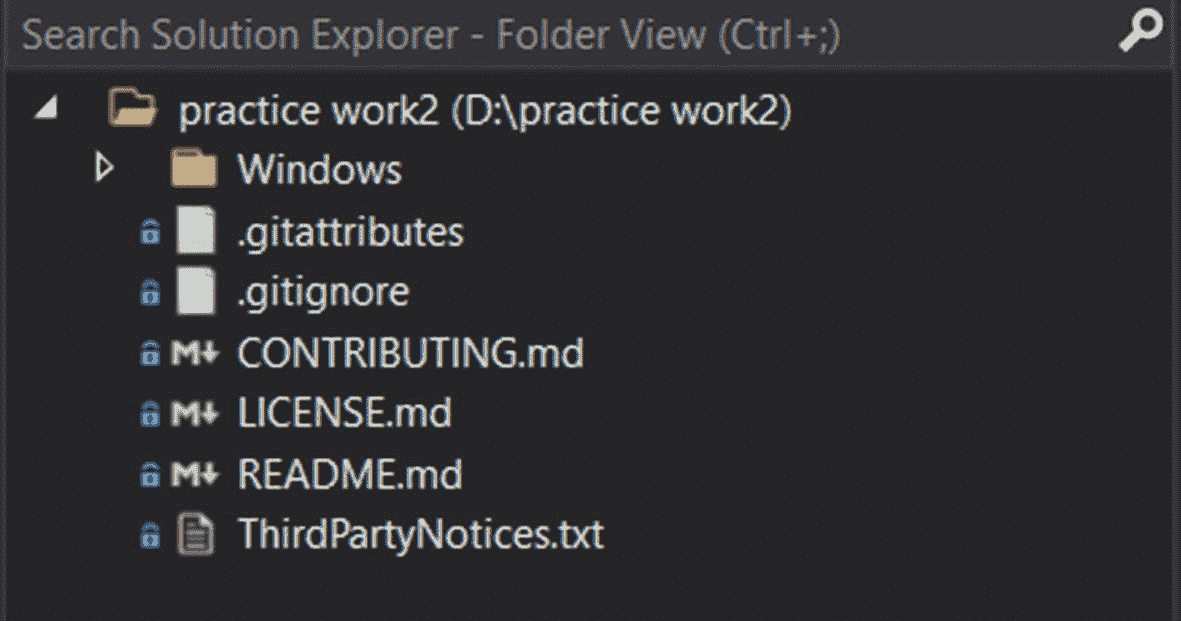 Search Solution Explorer - Folder View (Ctrl+;)
practice work2 (D:\practice work2)
Windows
.gitattributes
.gitignore
M↓ CONTRIBUTING.md
M↓ LICENSE.md
M↓ README.md
ThirdPartyNotices.txt